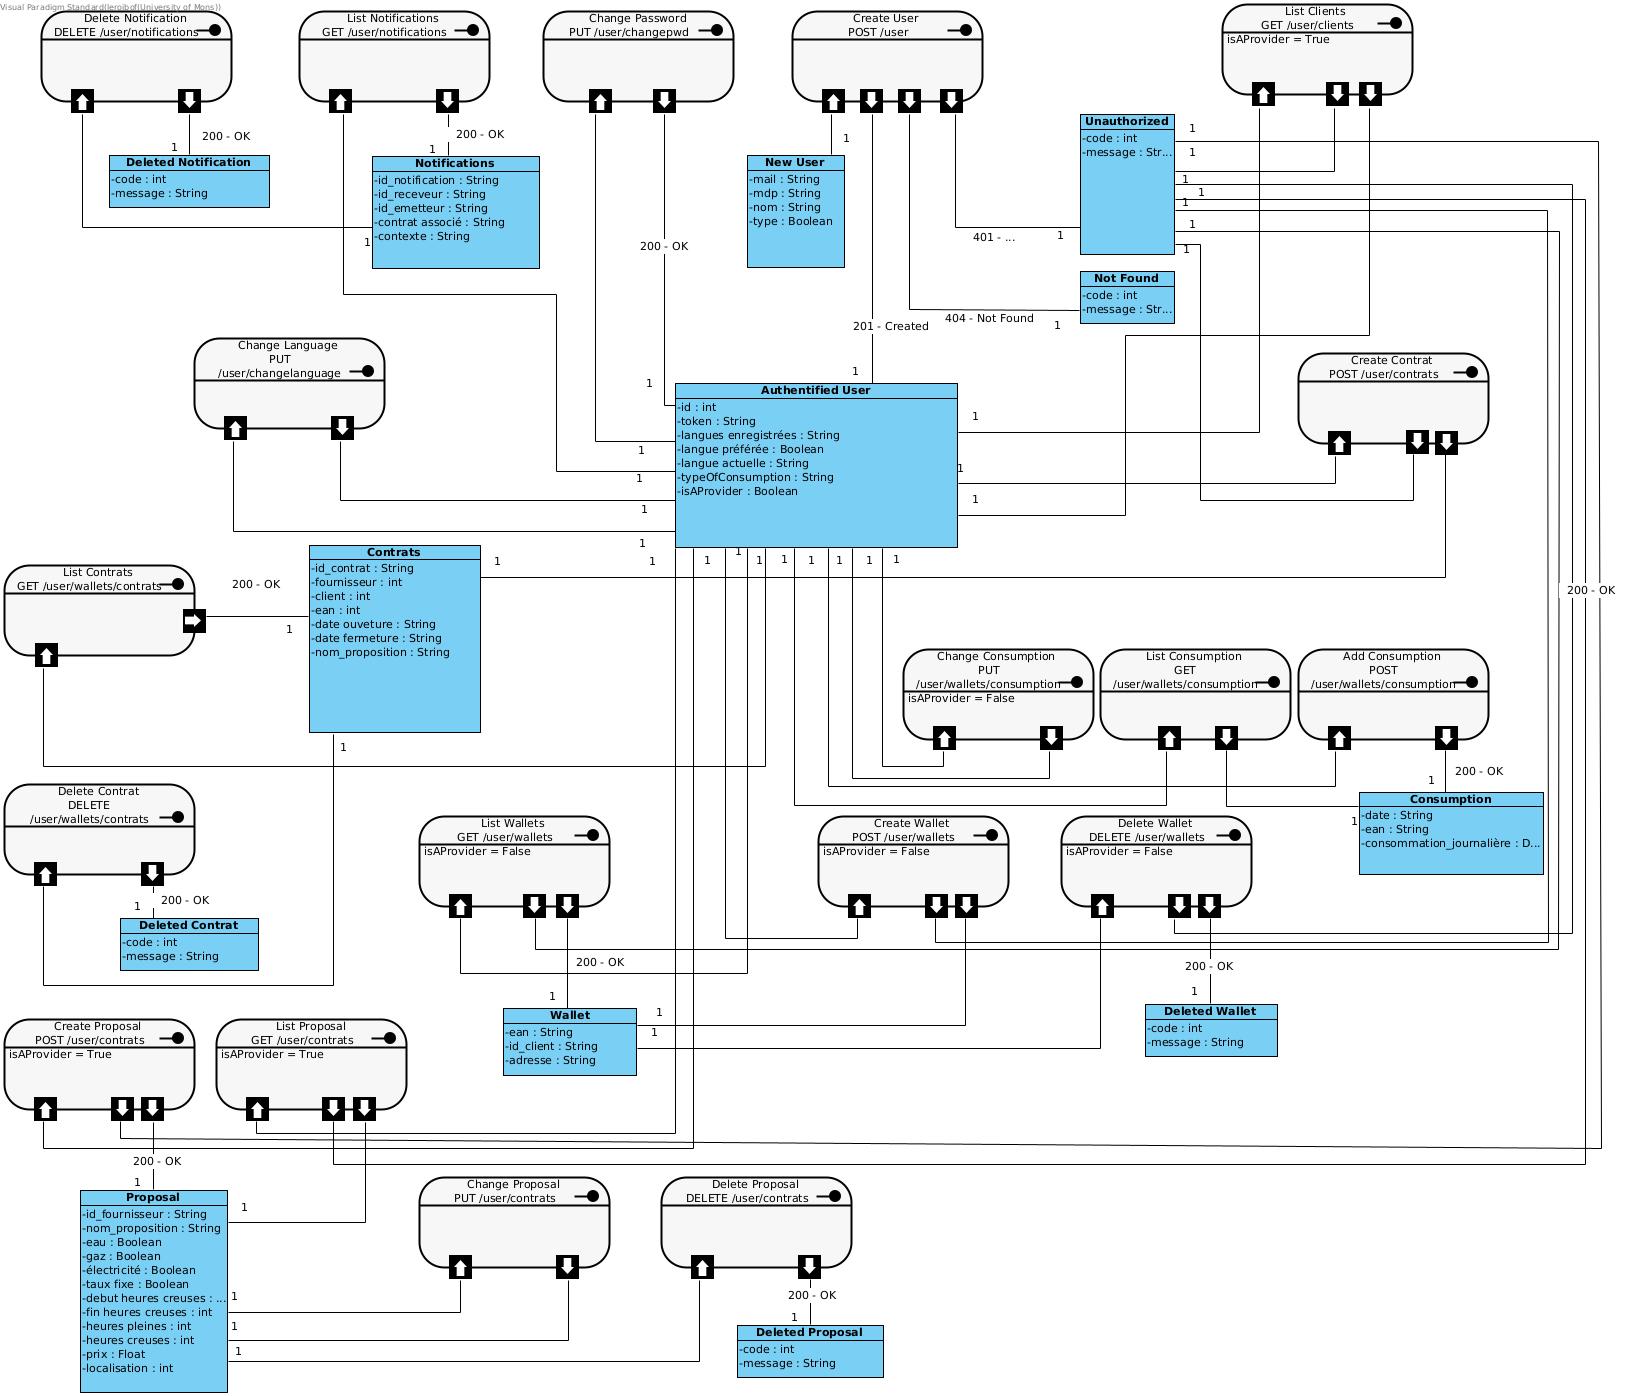 Visual Paradigm Standard(leroibof(University of Mons))
Delete Notification
DELETE /user/notifications
List Notifications
GET /user/notifications
Change Password
PUT /user/changepwd
Create User
POST /user
List Clients
GET /user/clients
isAProvider = True
200 - OK
1
Deleted Notification
-code : int
-message : String
200 - OK
1
Notifications
-id_notification : String
-id_receveur : String
-id_emetteur : String
-contrat associé : String
-contexte : String
1
200 - OK
1
New User
-mail : String
-mdp : String
-nom : String
-type : Boolean
Unauthorized
-code : int
-message : Str...
1
1
1
1
1
1
1
401 - ...
1
Not Found
-code : int
-message : Str...
404 - Not Found
1
201 - Created
1
1
Change Language
PUT
/user/changelanguage
Authentified User
-id : int
-token : String
-langues enregistrées : String
-langue préférée : Boolean
-langue actuelle : String
-typeOfConsumption : String
-isAProvider : Boolean
1
1
1
1
1
1
1
Create Contrat
POST /user/contrats
1
1
1
1
1
1
1
1
1
List Contrats
GET /user/wallets/contrats
200 - OK
1
Contrats
-id_contrat : String
-fournisseur : int
-client : int
-ean : int
-date ouveture : String
-date fermeture : String
-nom_proposition : String
1
1
200 - OK
Change Consumption
PUT
/user/wallets/consumption
isAProvider = False
List Consumption
GET
/user/wallets/consumption
Add Consumption
POST
/user/wallets/consumption
200 - OK
1
Consumption
-date : String
-ean : String
-consommation_journalière : D...
1
Delete Contrat
DELETE
/user/wallets/contrats
200 - OK
1
Deleted Contrat
-code : int
-message : String
List Wallets
GET /user/wallets
isAProvider = False
Create Wallet
POST /user/wallets
isAProvider = False
Delete Wallet
DELETE /user/wallets
isAProvider = False
200 - OK
1
Wallet
-ean : String
-id_client : String
-adresse : String
1
1
200 - OK
1
Deleted Wallet
-code : int
-message : String
Create Proposal
POST /user/contrats
isAProvider = True
List Proposal
GET /user/contrats
isAProvider = True
200 - OK
1
Proposal
-id_fournisseur : String
-nom_proposition : String
-eau : Boolean
-gaz : Boolean
-électricité : Boolean
-taux fixe : Boolean
-debut heures creuses : ...
-fin heures creuses : int
-heures pleines : int
-heures creuses : int
-prix : Float
-localisation : int
1
1
1
1
Change Proposal
PUT /user/contrats
Delete Proposal
DELETE /user/contrats
200 - OK
1
Deleted Proposal
-code : int
-message : String